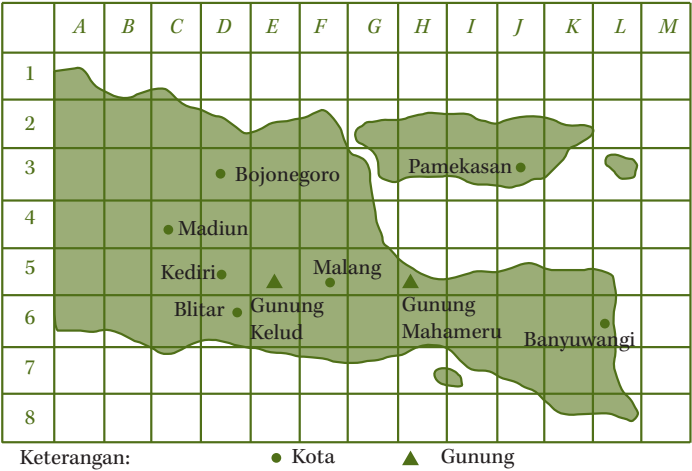 A B C D E F G H I J K L M
1
2
3 Bojonegoro Pamekasan
4 Madiun
5 Kediri Malang
6 Blitar Gunung Kelud Gunung Mahameru Banyuwangi
7
8
Keterangan: Kota Gunung